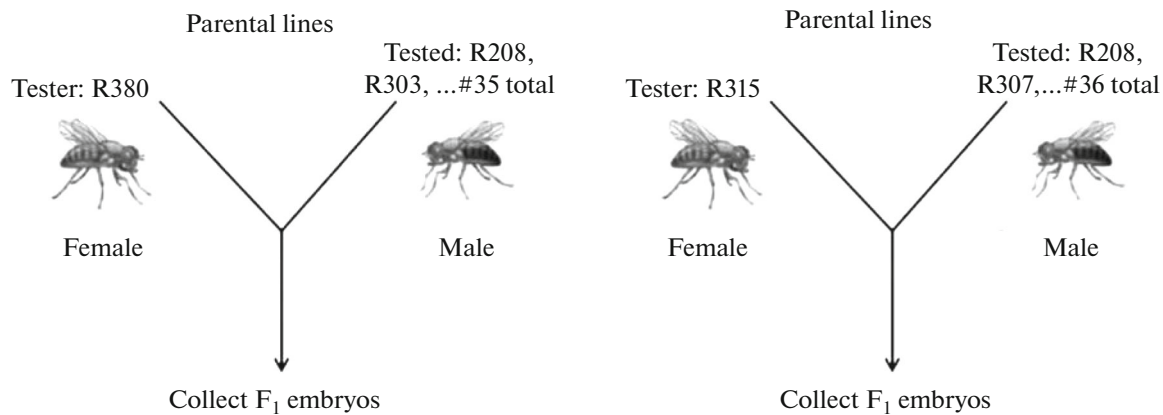 Parental lines
Tester: R380
Tested: R208,
R303, ...#35 total
Female
Male
Collect F₁ embryos
Parental lines
Tester: R315
Tested: R208,
R307,...#36 total
Female
Male
Collect F₁ embryos